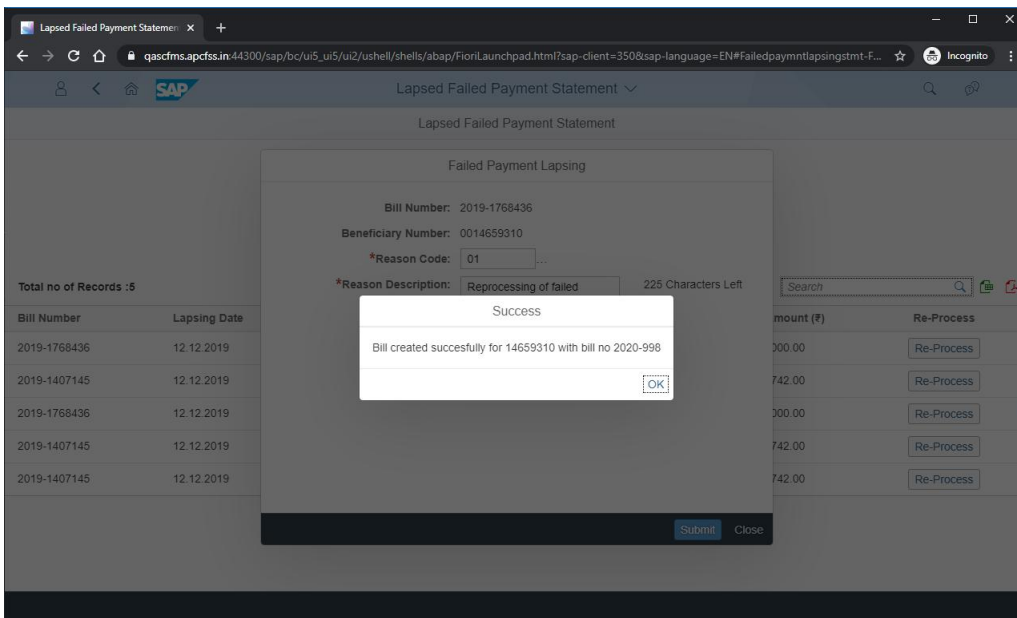 Lapsed Failed Payment Statemen
qascfms.apcfss.in:44300/sap/bc/ui5_ui5/ui2/ushell/shells/abap/FioriLaunchpad.html?sap-client=350&sap-language=EN#Failedpaymntlapsingstmt-F... Incognito
SAP Lapsed Failed Payment Statement
Lapsed Failed Payment Statement
Failed Payment Lapsing
Bill Number: 2019-1768436
Beneficiary Number: 0014659310
*Reason Code: 01 ...
*Reason Description: Reprocessing of failed 225 Characters Left
Total no of Records :5 Search
Success
Bill Number Lapsing Date mount (₹) Re-Process
Bill created succesfully for 14659310 with bill no 2020-998
2019-1768436 12.12.2019 000.00 Re-Process
OK
2019-1407145 12.12.2019 742.00 Re-Process
2019-1768436 12.12.2019 000.00 Re-Process
2019-1407145 12.12.2019 742.00 Re-Process
2019-1407145 12.12.2019 742.00 Re-Process
Submit Close